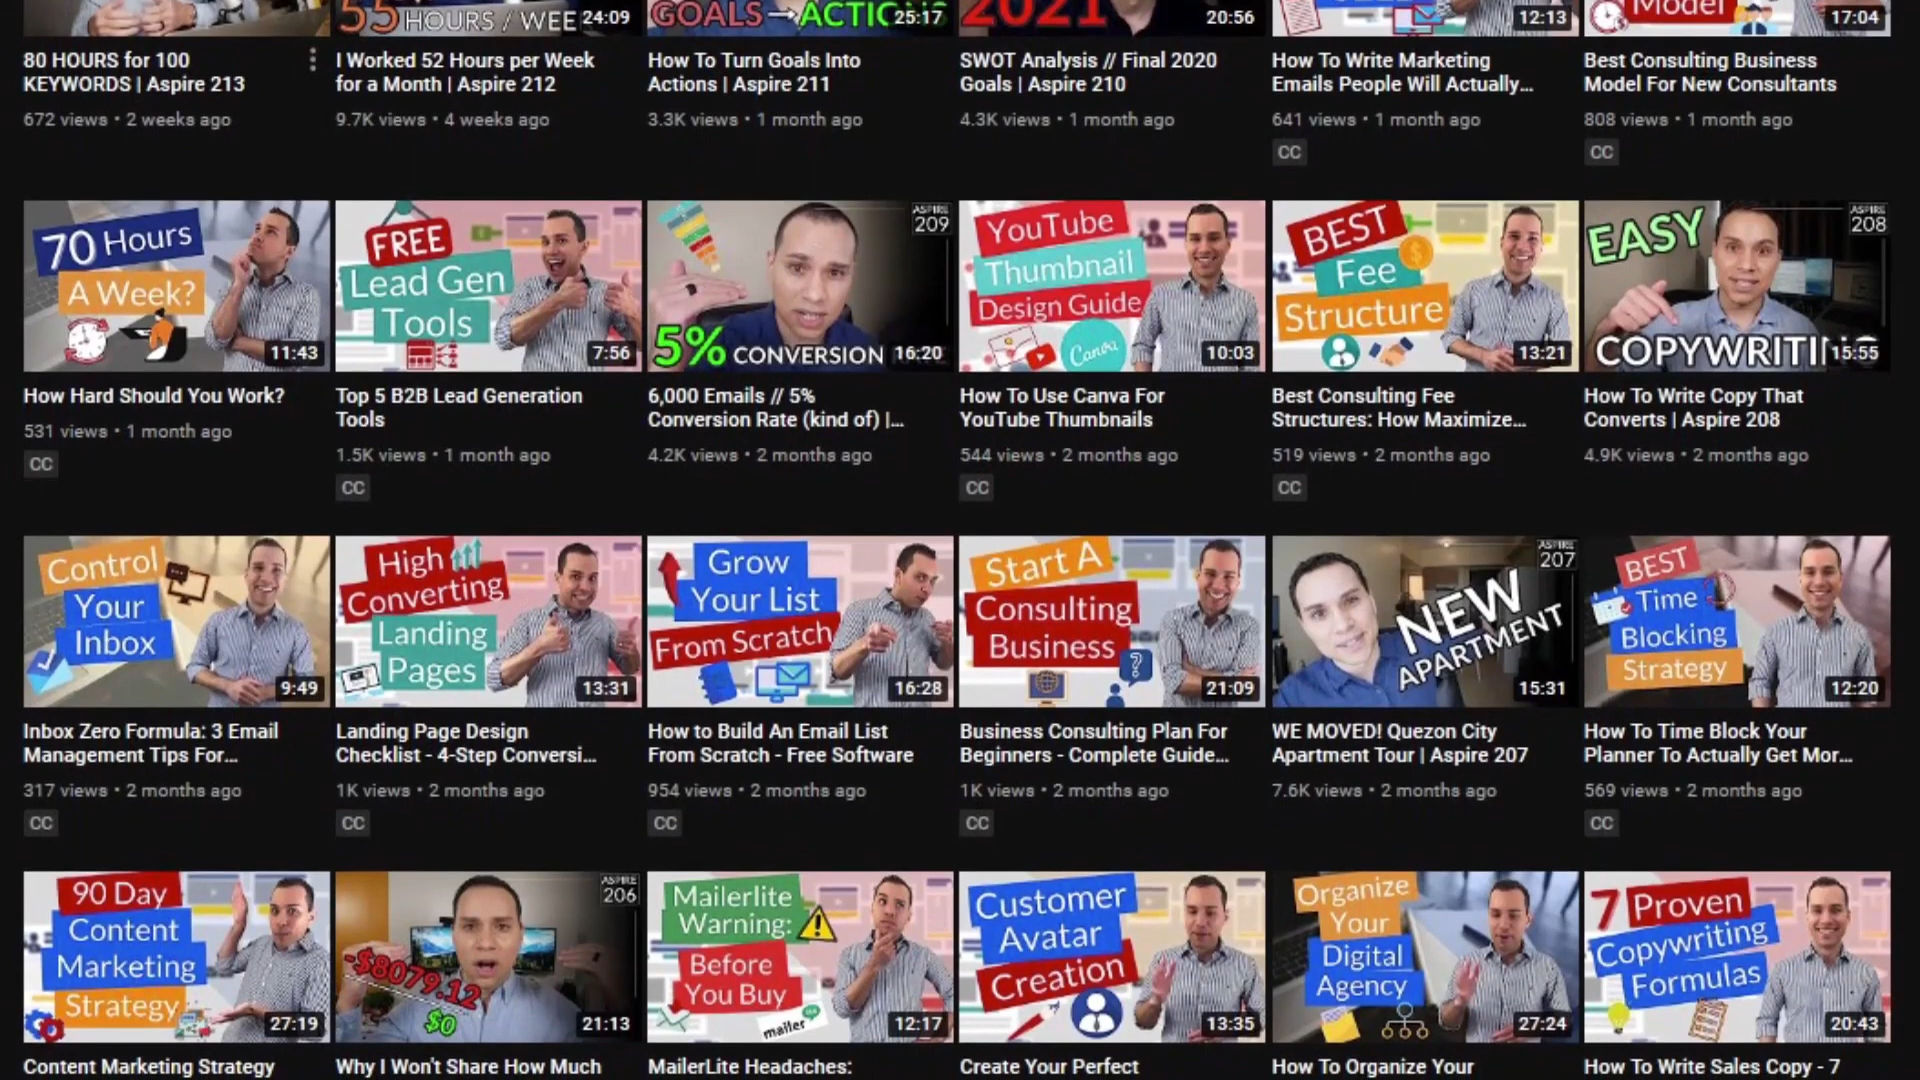 55 HOURS / WEE 24:09
GOALS → ACTIONS 25:17
2021 20:56
12:13
Model 17:04
80 HOURS for 100
KEYWORDS | Aspire 213
672 views • 2 weeks ago
I Worked 52 Hours per Week
for a Month | Aspire 212
9.7K views • 4 weeks ago
How To Turn Goals Into
Actions | Aspire 211
3.3K views • 1 month ago
SWOT Analysis // Final 2020
Goals | Aspire 210
4.3K views • 1 month ago
How To Write Marketing
Emails People Will Actually...
641 views • 1 month ago
CC
Best Consulting Business
Model For New Consultants
808 views • 1 month ago
CC
70 Hours
A Week?
11:43
How Hard Should You Work?
531 views • 1 month ago
CC
FREE
Lead Gen
Tools
7:56
Top 5 B2B Lead Generation
Tools
1.5K views • 1 month ago
CC
ASPIRE
209
5% CONVERSION 16:20
6,000 Emails // 5%
Conversion Rate (kind of) |...
4.2K views • 2 months ago
YouTube
Thumbnail
Design Guide
Canva
10:03
How To Use Canva For
YouTube Thumbnails
544 views • 2 months ago
CC
BEST
Fee
Structure
13:21
Best Consulting Fee
Structures: How Maximize...
519 views • 2 months ago
CC
EASY
ASPIRE
208
COPYWRITING 15:55
How To Write Copy That
Converts | Aspire 208
4.9K views • 2 months ago
Control
Your
Inbox
9:49
Inbox Zero Formula: 3 Email
Management Tips For...
317 views • 2 months ago
CC
High
Converting
Landing
Pages
13:31
Landing Page Design
Checklist - 4-Step Conversi...
1K views • 2 months ago
CC
Grow
Your List
From Scratch
16:28
How to Build An Email List
From Scratch - Free Software
954 views • 2 months ago
CC
Start A
Consulting
Business
?
21:09
Business Consulting Plan For
Beginners - Complete Guide...
1K views • 2 months ago
CC
ASPIRE
207
NEW
APARTMENT
15:31
WE MOVED! Quezon City
Apartment Tour | Aspire 207
7.6K views • 2 months ago
BEST
Time
Blocking
Strategy
12:20
How To Time Block Your
Planner To Actually Get Mor...
569 views • 2 months ago
CC
90 Day
Content
Marketing
Strategy
27:19
Content Marketing Strategy
ASPIRE
206
-$8079.12
$0
21:13
Why I Won't Share How Much
Mailerlite
Warning:
Before
You Buy
mailer lite
12:17
MailerLite Headaches:
Customer
Avatar
Creation
13:35
Create Your Perfect
Organize
Your
Digital
Agency
27:24
How To Organize Your
7 Proven
Copywriting
Formulas
20:43
How To Write Sales Copy - 7